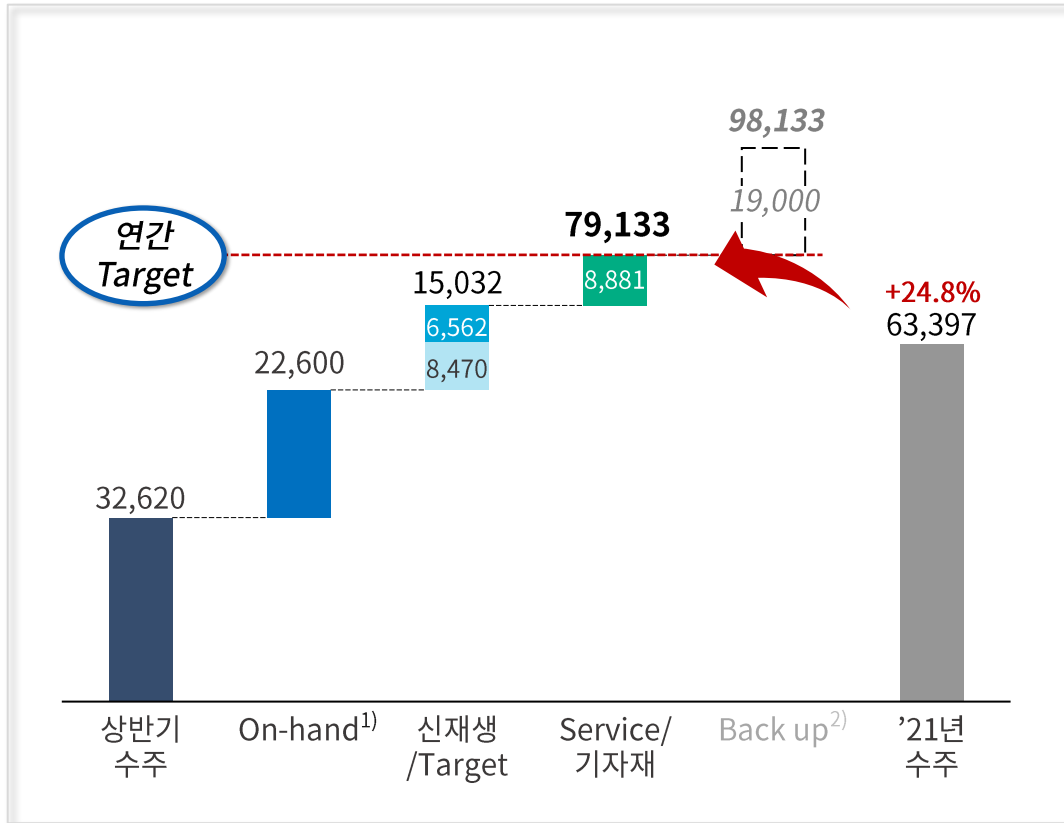 98,133
19,000
연간
Target
79,133
8,881
15,032
6,562
8,470
+24.8%
63,397
22,600
32,620
상반기
수주
On-hand1)
신재생
/Target
Service/
기자재
Back up2)
’21년
수주